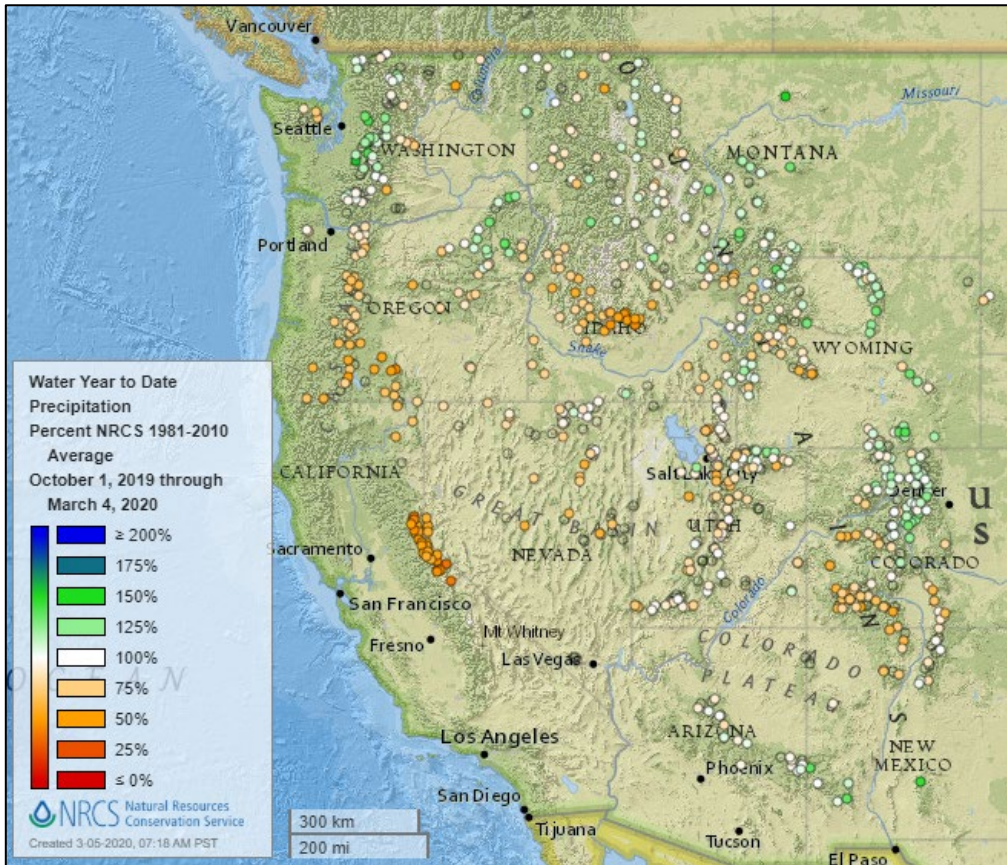 Vancouver
Columbia
Missouri
Seattle
WASHINGTON
MONTANA
Portland
OREGON
IDAHO
Snake
WYOMING
CALIFORNIA
Salt Lake City
GREAT BASIN
UTAH
Denver
U
S
Sacramento
NEVADA
COLORADO
San Francisco
Colorado
Fresno
Mt Whitney
Las Vegas
COLORADO
PLATEAU
OCEAN
Los Angeles
ARIZONA
NEW
MEXICO
Phoenix
San Diego
Tijuana
Tucson
El Paso
Water Year to Date
Precipitation
Percent NRCS 1981-2010
Average
October 1, 2019 through
March 4, 2020
≥ 200%
175%
150%
125%
100%
75%
50%
25%
≤ 0%
NRCS Natural Resources
Conservation Service
Created 3-05-2020, 07:18 AM PST
300 km
200 mi